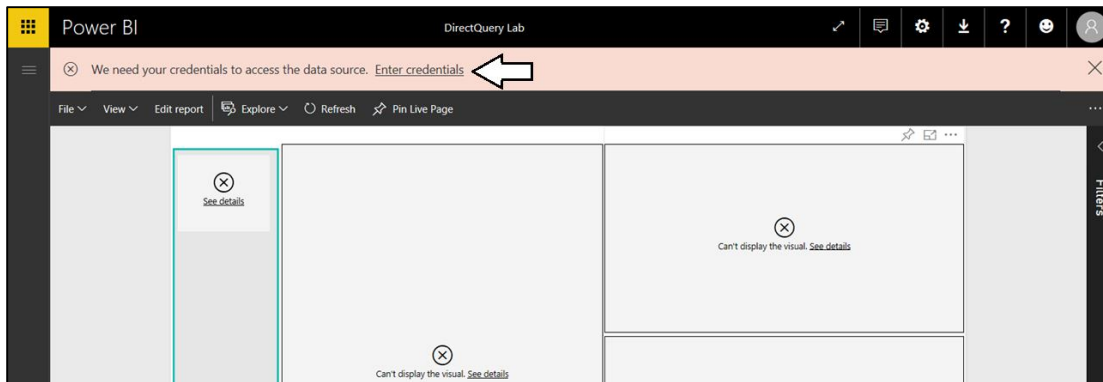 Power BI
DirectQuery Lab
?
We need your credentials to access the data source. Enter credentials
File View Edit report Explore Refresh Pin Live Page
Filters
See details
Can't display the visual. See details
Can't display the visual. See details